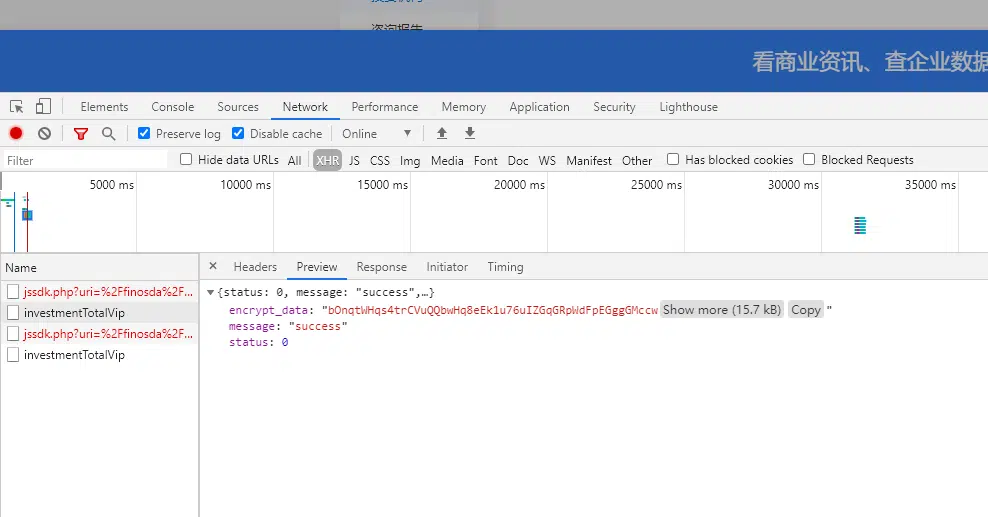 咨询报告
看商业资讯、查企业数据
Elements Console Sources Network Performance Memory Application Security Lighthouse
Preserve log Disable cache Online
Filter Hide data URLs All XHR JS CSS Img Media Font Doc WS Manifest Other Has blocked cookies Blocked Requests
5000 ms 10000 ms 15000 ms 20000 ms 25000 ms 30000 ms 35000 ms
Name × Headers Preview Response Initiator Timing
jssdk.php?uri=%2Ffinosda%2F...
investmentTotalVip
jssdk.php?uri=%2Ffinosda%2F...
investmentTotalVip
{status: 0, message: "success",…}
encrypt_data: "bOnqtWHqs4trCVuQQbwHq8eEk1u76uIZGqGRpWdFpEGggGMccw Show more (15.7 kB) Copy "
message: "success"
status: 0